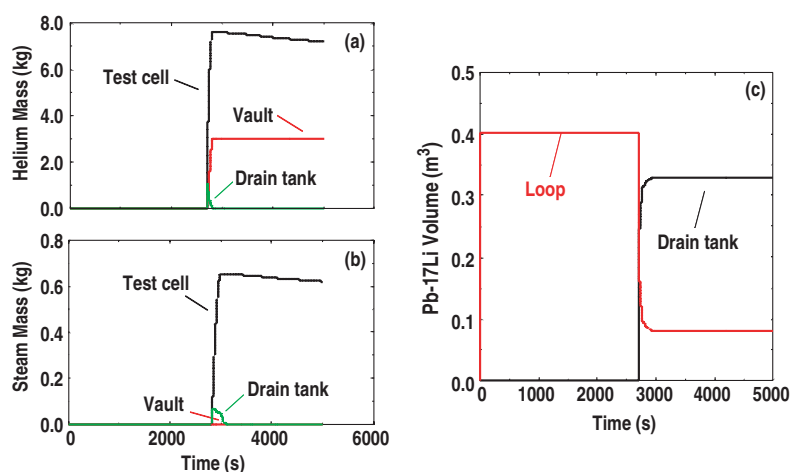 8.0
6.0
4.0
2.0
0.0
Helium Mass (kg)
(a)
Test cell
Vault
Drain tank
0.8
0.6
0.4
0.2
0.0
Steam Mass (kg)
(b)
Test cell
Vault
Drain tank
0 2000 4000 6000
Time (s)
0.5
0.4
0.3
0.2
0.1
0.0
Pb-17Li Volume (m³)
(c)
Loop
Drain tank
0 1000 2000 3000 4000 5000
Time (s)